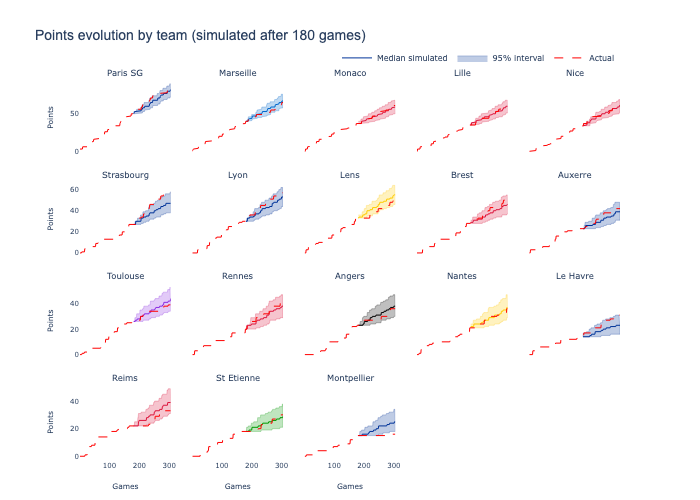 Points evolution by team (simulated after 180 games)
Median simulated 95% interval Actual
Paris SG Marseille Monaco Lille Nice
Points
50
0
Strasbourg Lyon Lens Brest Auxerre
Points
60
40
20
0
Toulouse Rennes Angers Nantes Le Havre
Points
40
20
0
Reims St Etienne Montpellier
Points
40
20
0
100 200 300 100 200 300 100 200 300
Games Games Games